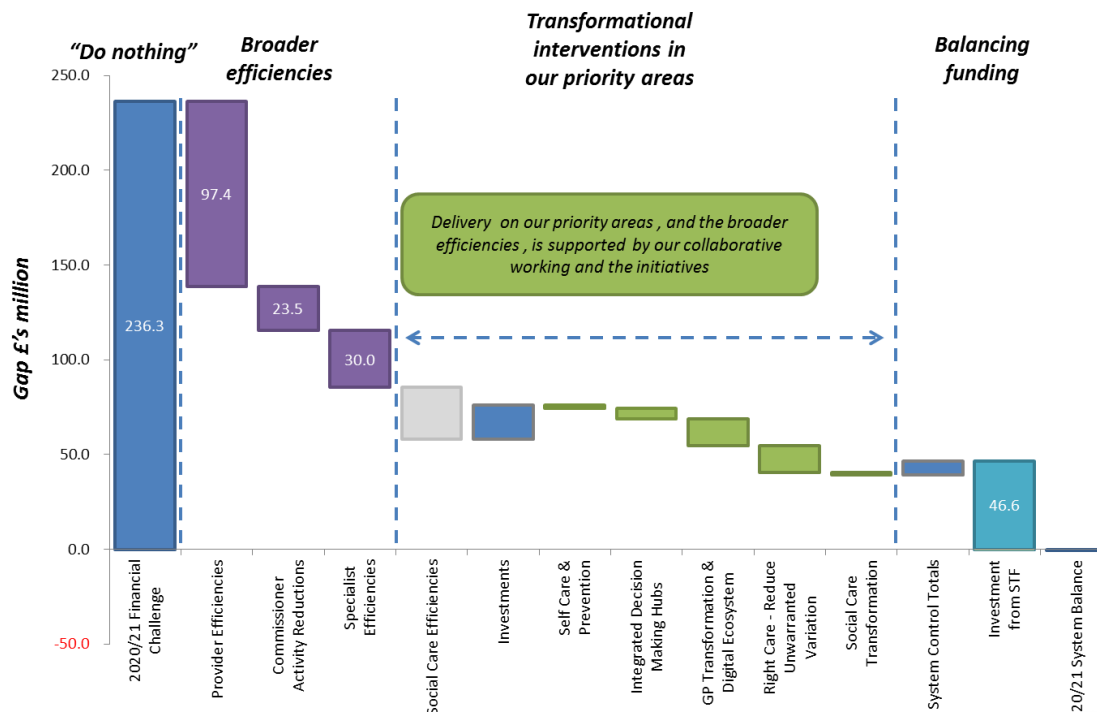 “Do nothing”
Broader
efficiencies
Transformational
interventions in
our priority areas
Balancing
funding
Gap £’s million
250.0
200.0
150.0
100.0
50.0
0.0
-50.0
236.3
97.4
23.5
30.0
Delivery on our priority areas , and the broader
efficiencies , is supported by our collaborative
working and the initiatives
46.6
2020/21 Financial
Challenge
Provider Efficiencies
Commissioner
Activity Reductions
Specialist
Efficiencies
Social Care Efficiencies
Investments
Self Care &
Prevention
Integrated Decision
Making Hubs
GP Transformation &
Digital Ecosystem
Right Care - Reduce
Unwarranted
Variation
Social Care
Transformation
System Control Totals
Investment
from STF
20/21 System Balance